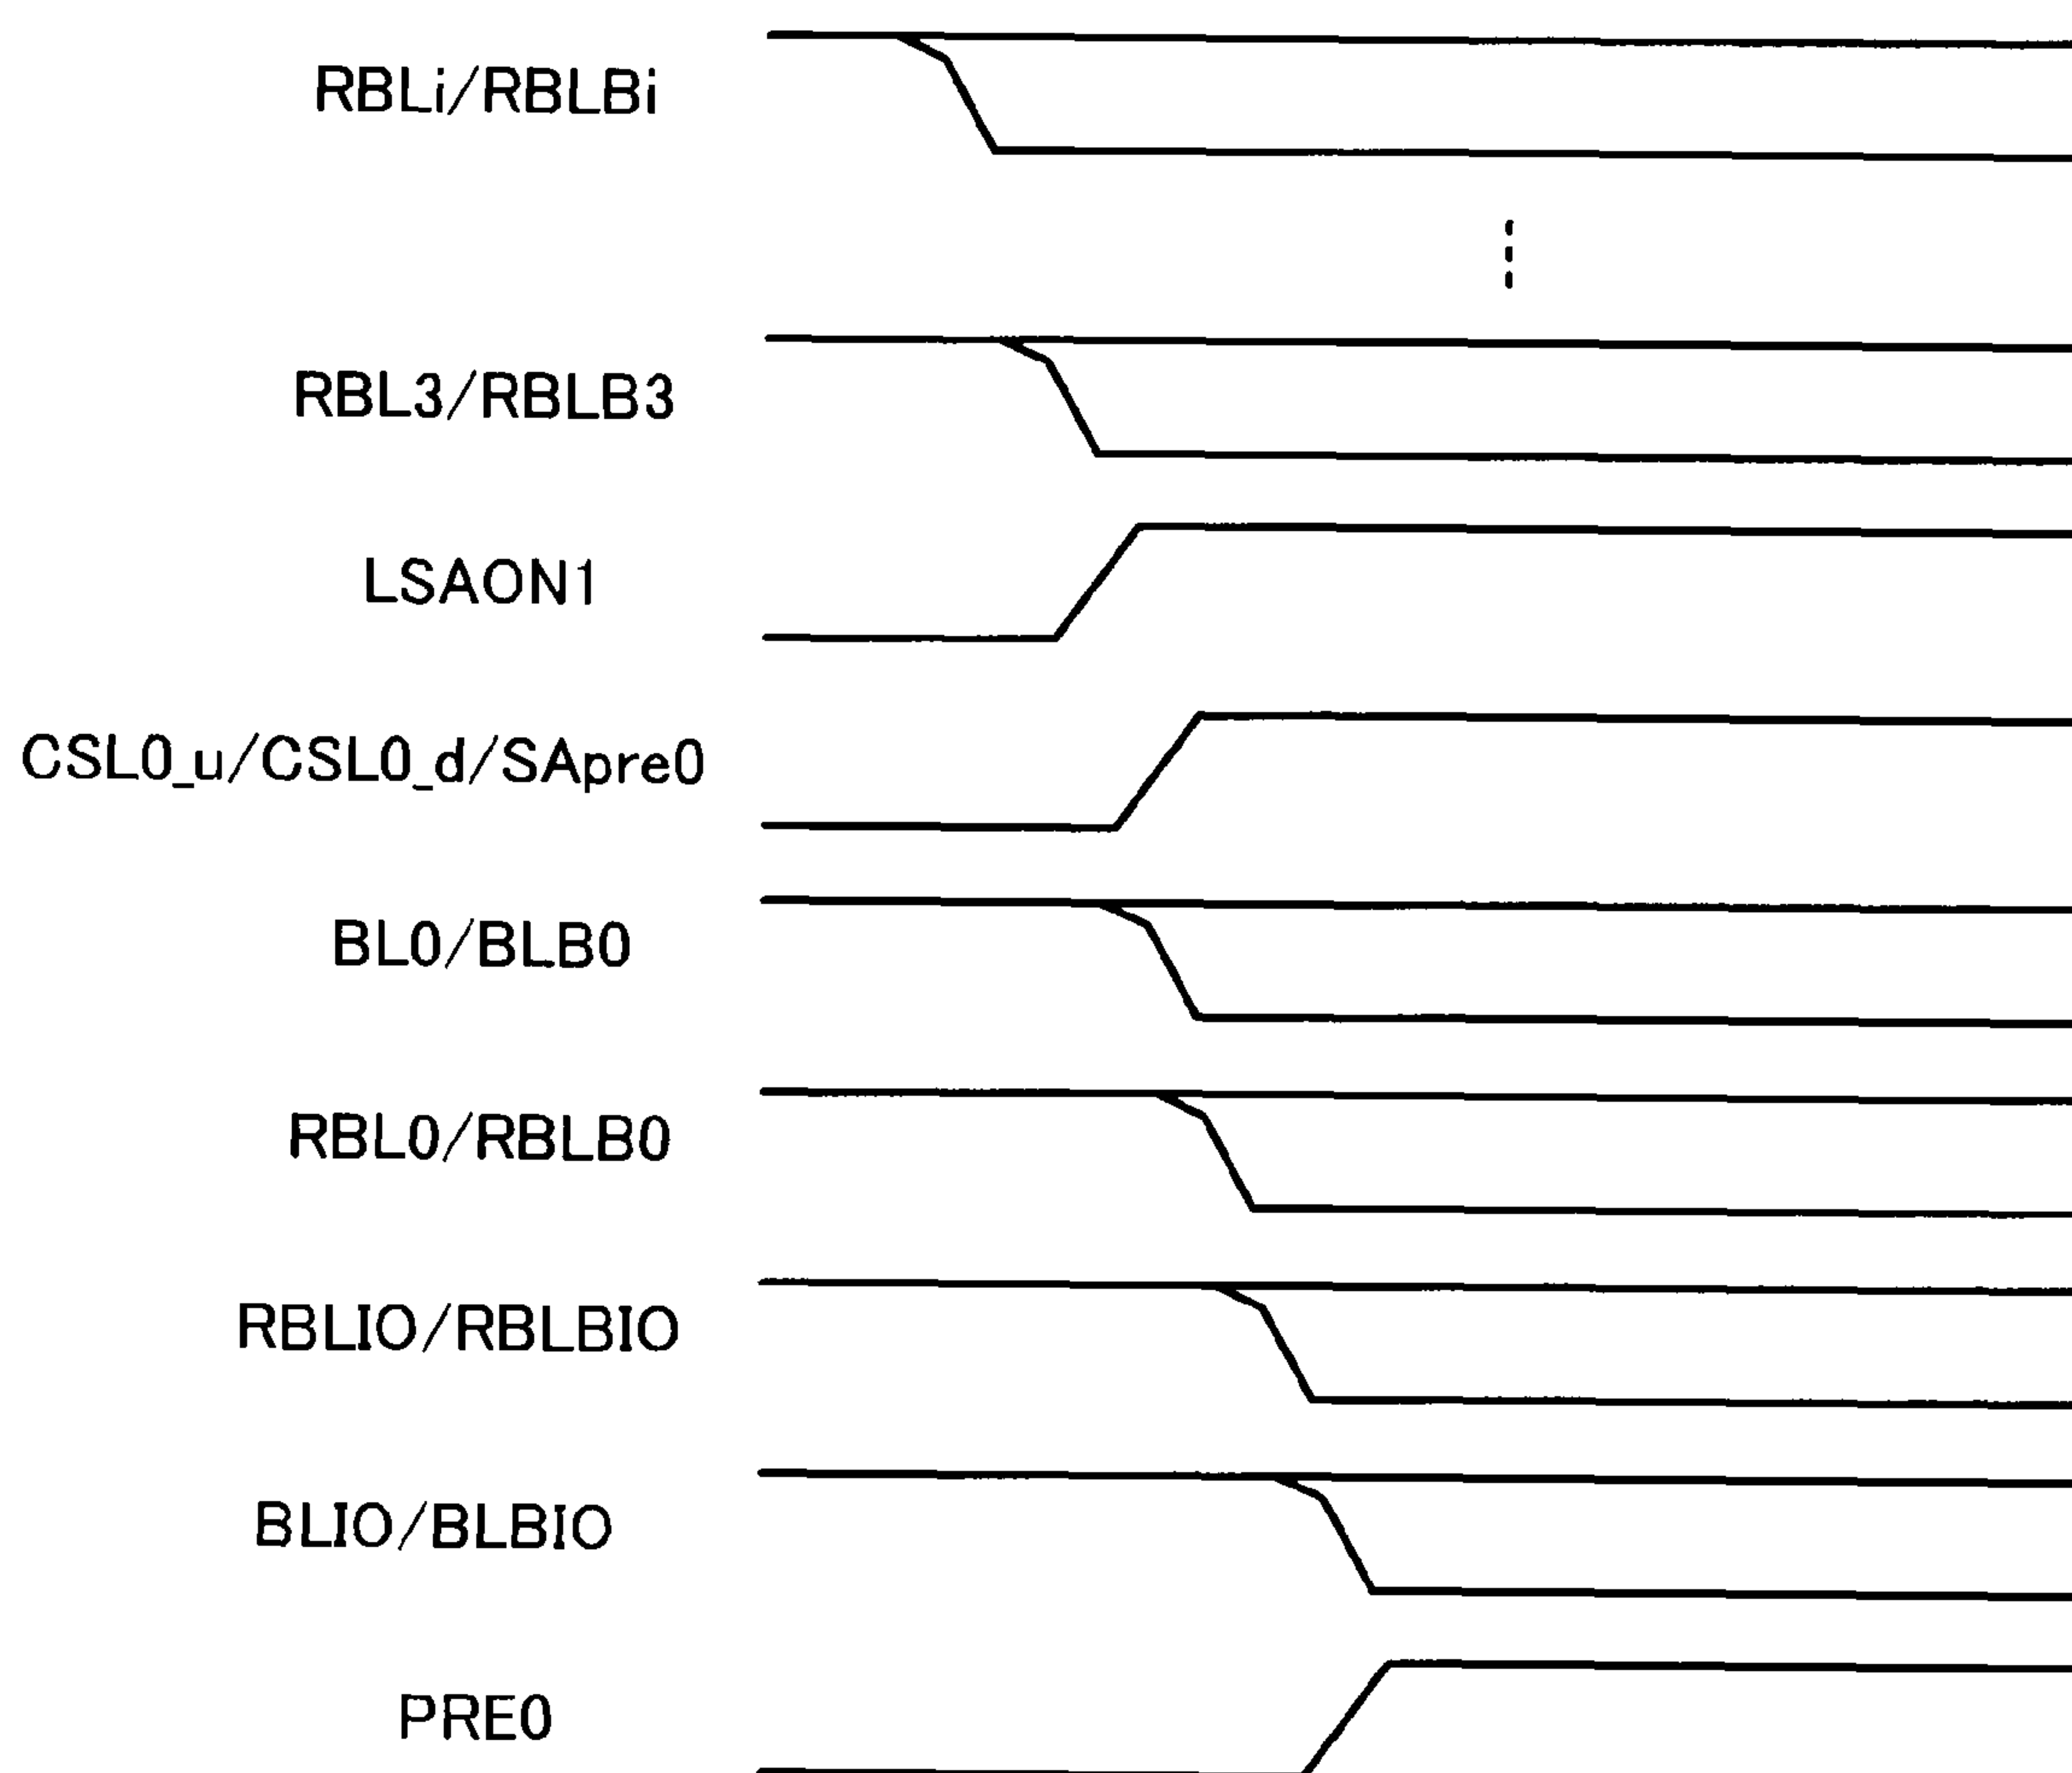 RBLi/RBLBi
RBL3/RBLB3
LSAON1
CSL0_u/CSL0_d/SApre0
BL0/BLB0
RBL0/RBLB0
RBLIO/RBLBIO
BLIO/BLBIO
PRE0